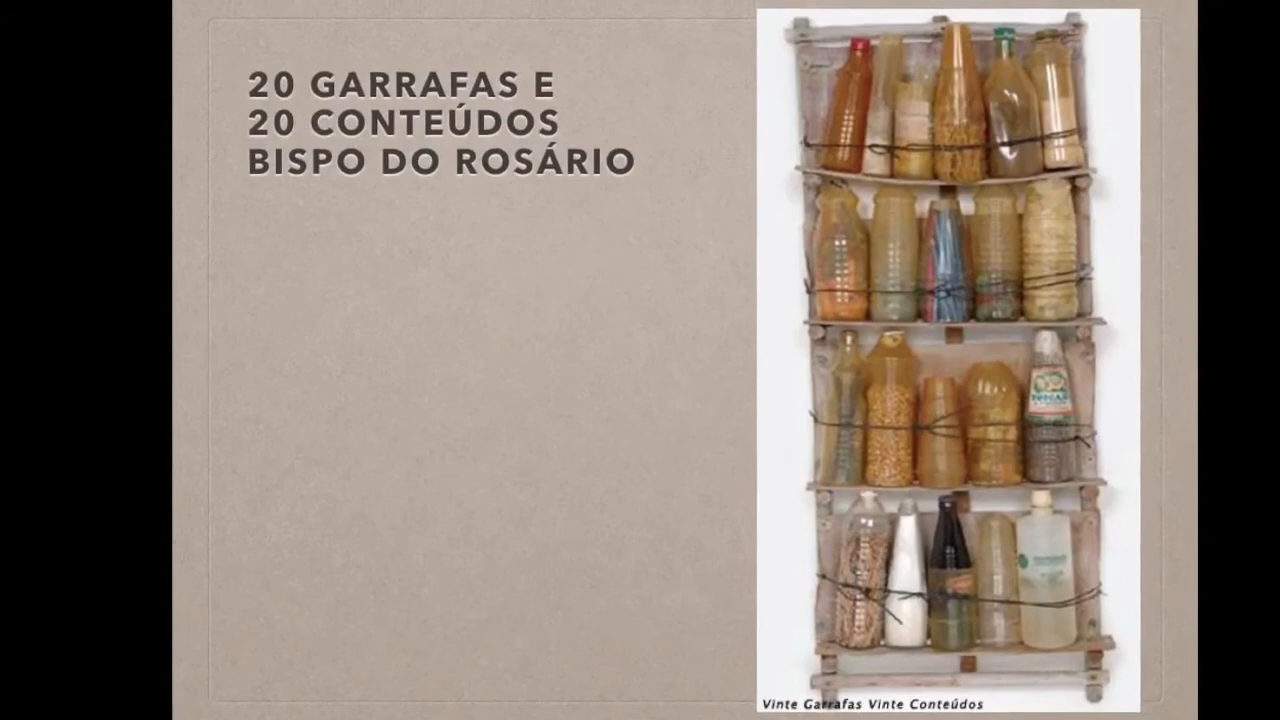 20 GARRAFAS E
20 CONTEÚDOS
BISPO DO ROSÁRIO
Vinte Garrafas Vinte Conteúdos